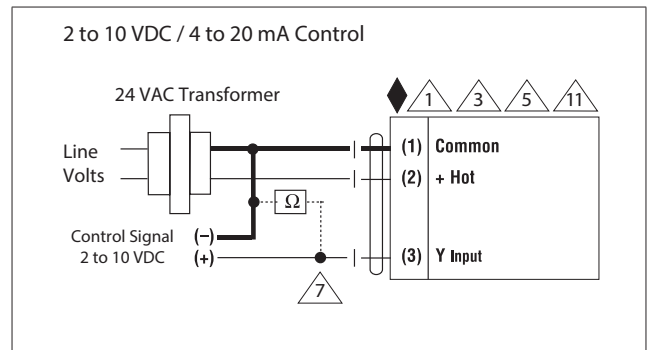 2 to 10 VDC / 4 to 20 mA Control
24 VAC Transformer
1 3 5 11
Line
Volts
(1) Common
(2) + Hot
Ω
Control Signal (–)
2 to 10 VDC (+)
(3) Y Input
7